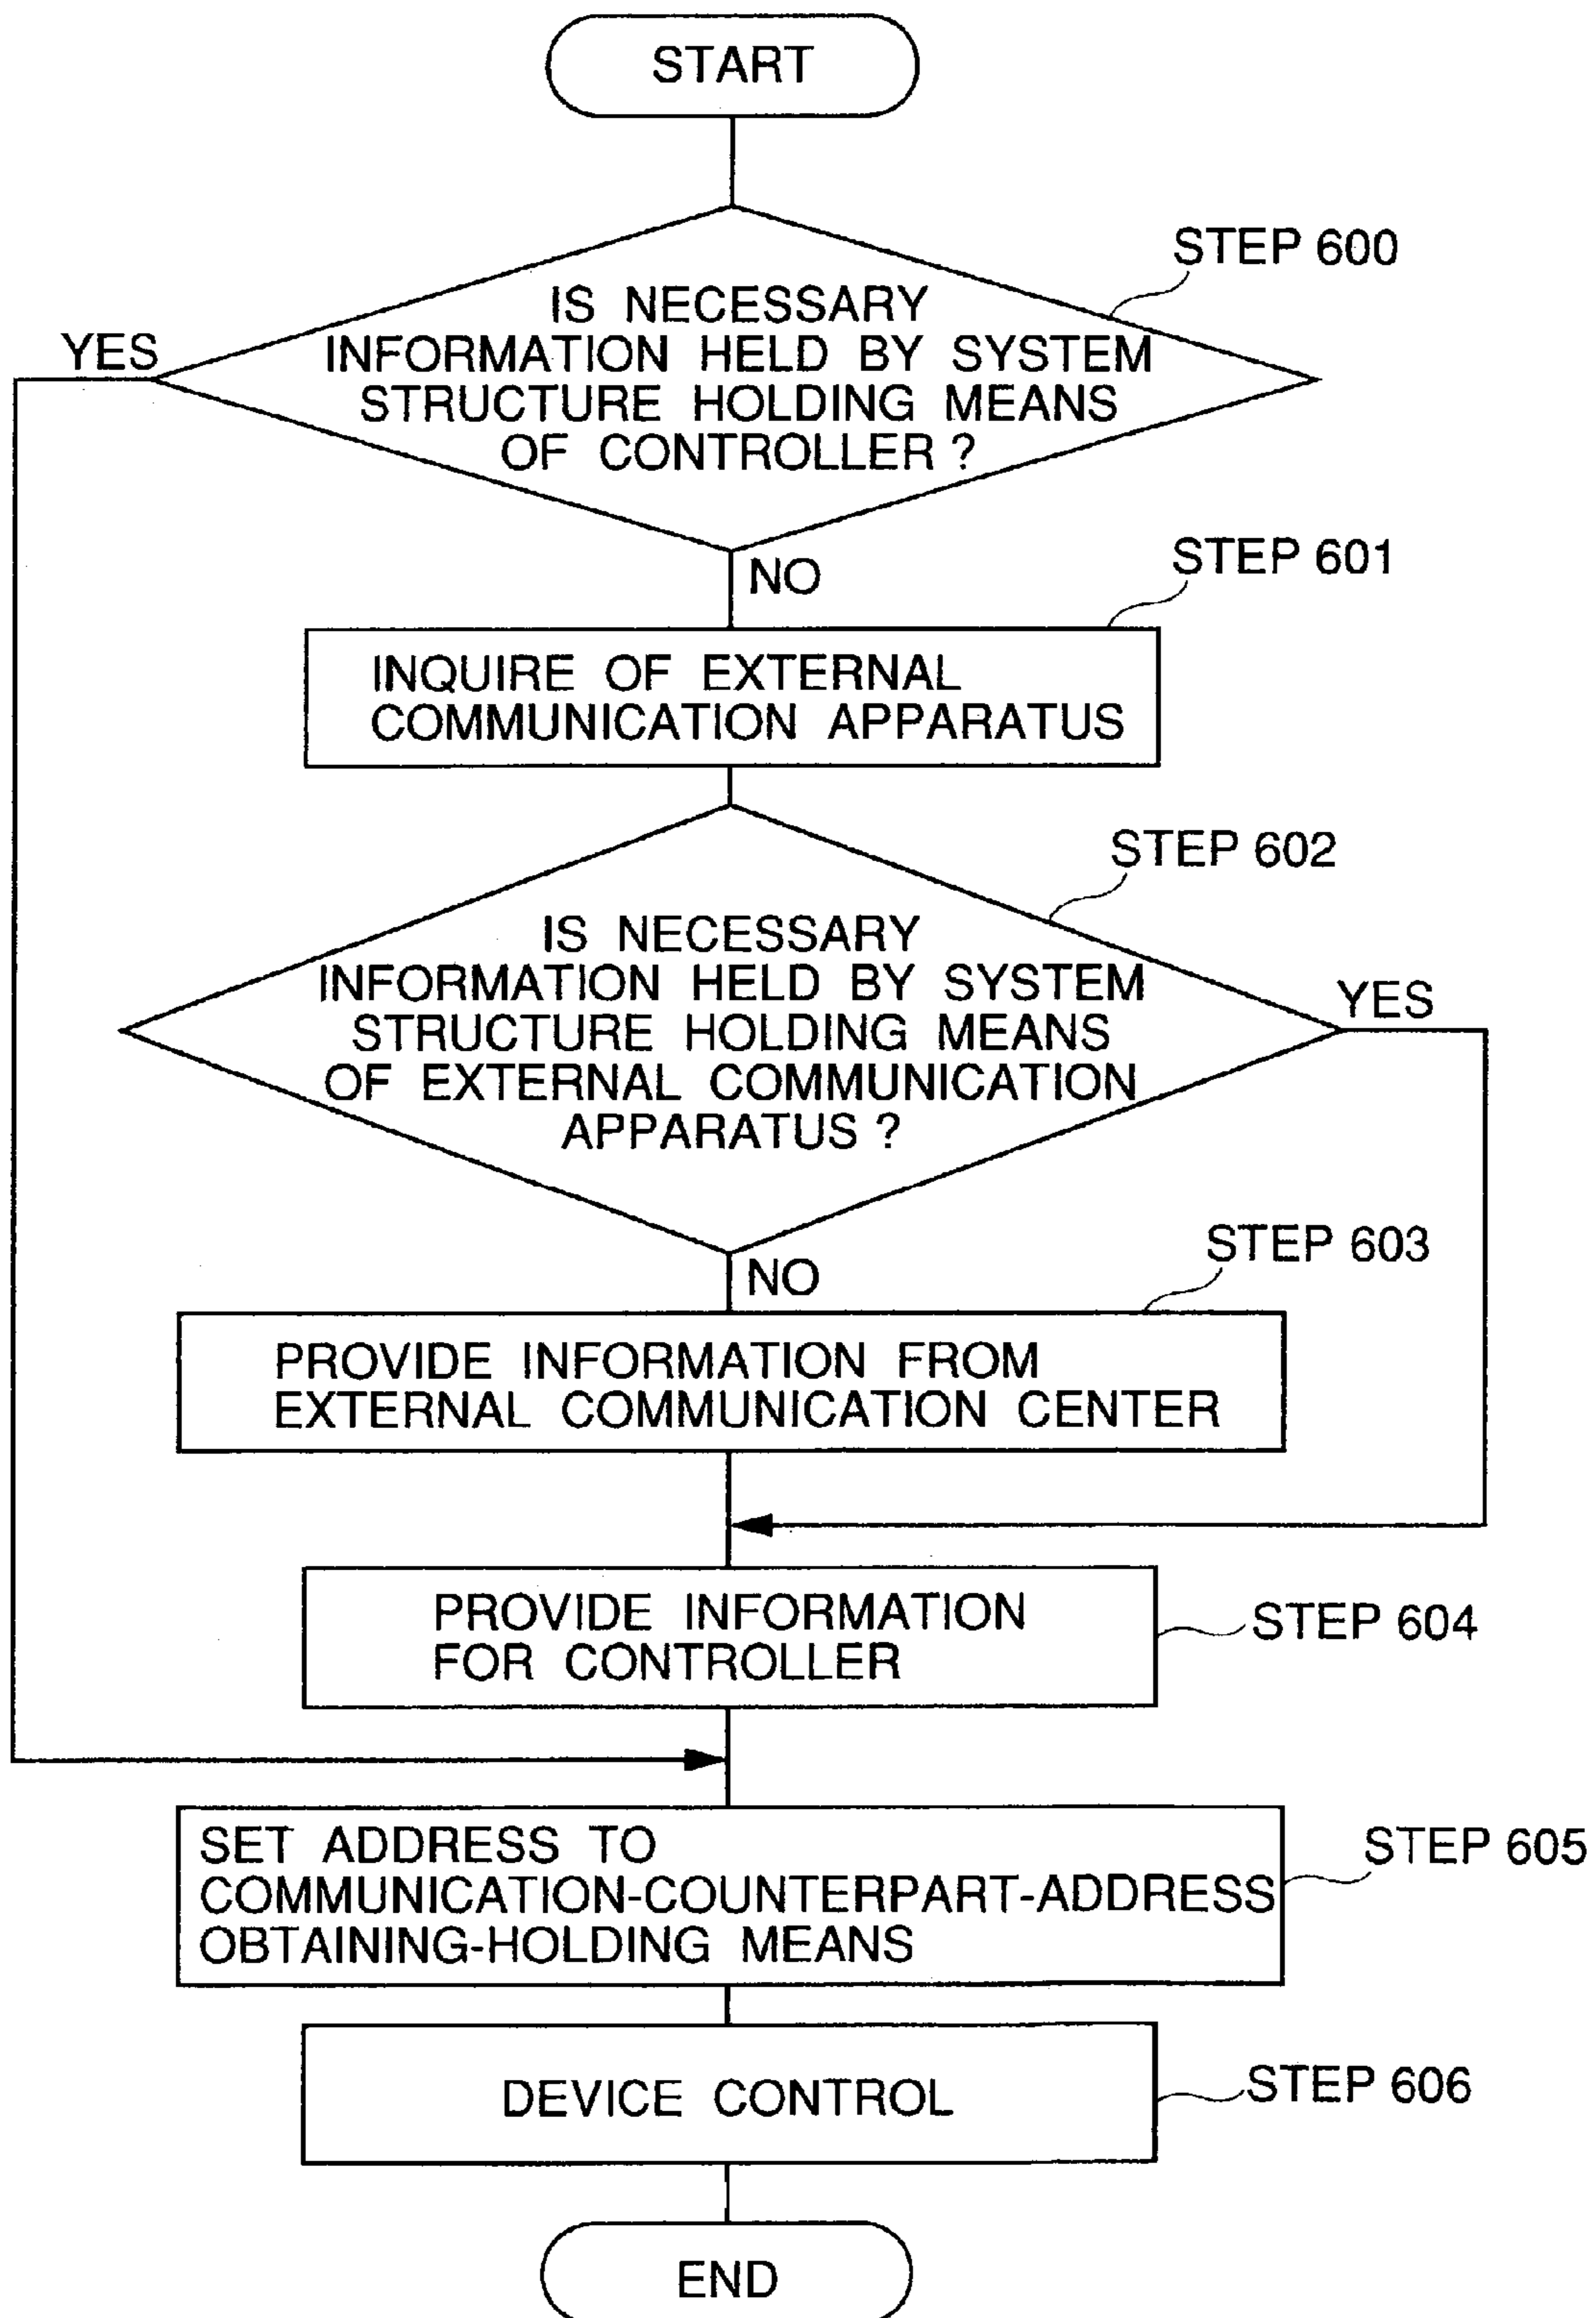 START
STEP 600
IS NECESSARY
INFORMATION HELD BY SYSTEM
STRUCTURE HOLDING MEANS
OF CONTROLLER ?
YES
NO
STEP 601
INQUIRE OF EXTERNAL
COMMUNICATION APPARATUS
STEP 602
IS NECESSARY
INFORMATION HELD BY SYSTEM
STRUCTURE HOLDING MEANS
OF EXTERNAL COMMUNICATION
APPARATUS ?
YES
NO
STEP 603
PROVIDE INFORMATION FROM
EXTERNAL COMMUNICATION CENTER
PROVIDE INFORMATION
FOR CONTROLLER
STEP 604
SET ADDRESS TO
COMMUNICATION-COUNTERPART-ADDRESS
OBTAINING-HOLDING MEANS
STEP 605
DEVICE CONTROL
STEP 606
END